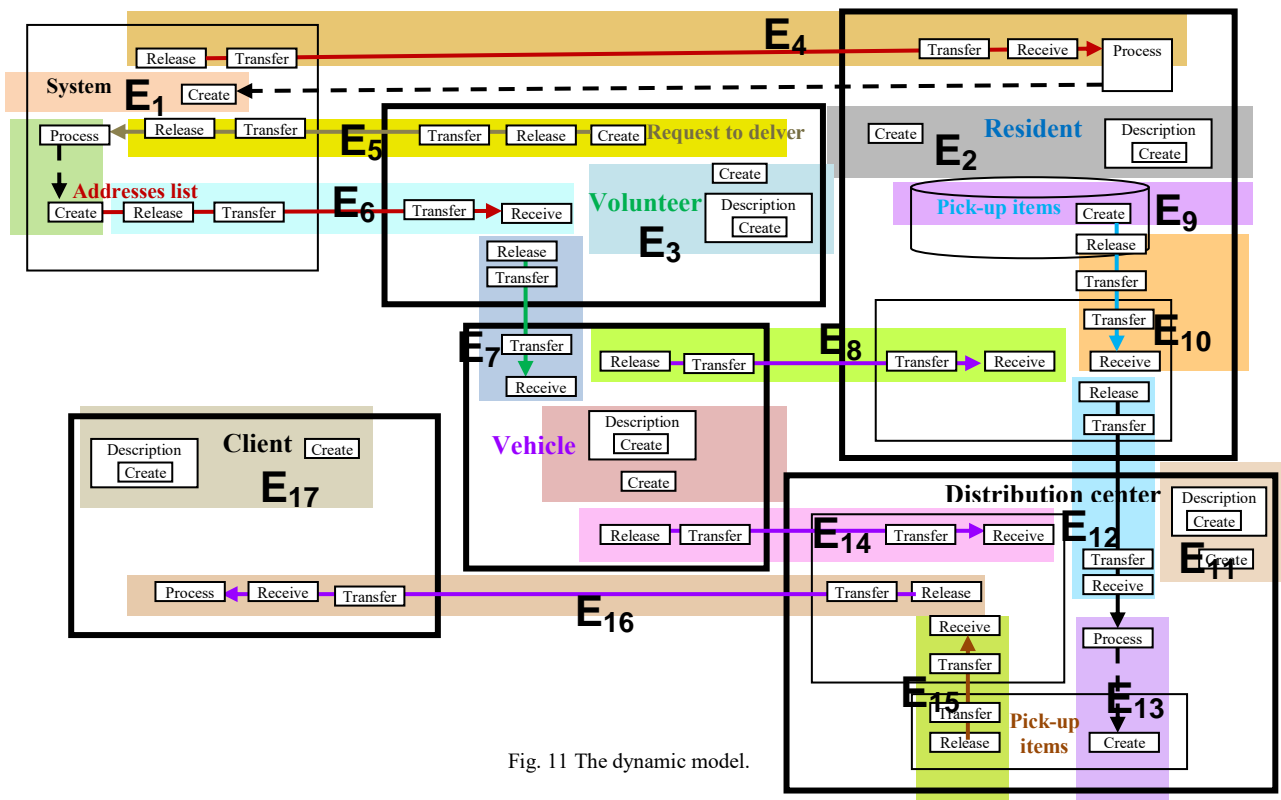 E4
Release
Transfer
Transfer
Receive
Process
System
E1
Create
Process
Release
Transfer
E5
Transfer
Release
Create
Request to delver
Create
E2
Resident
Description
Create
Addresses list
Create
Release
Transfer
E6
Transfer
Receive
Volunteer
E3
Create
Description
Create
Pick-up items
Create
E9
Release
Transfer
Transfer
E10
Receive
Release
Transfer
E7
Transfer
Receive
Release
Transfer
E8
Transfer
Receive
Release
Transfer
Description
Create
Client
Create
E17
Vehicle
Description
Create
Create
Distribution center
Description
Create
E11
Create
Release
Transfer
E14
Transfer
Receive
E12
Transfer
Receive
Process
Receive
Transfer
E16
Transfer
Release
Receive
Transfer
E15
Transfer
Release
Pick-up
items
Process
E13
Create
Fig. 11 The dynamic model.